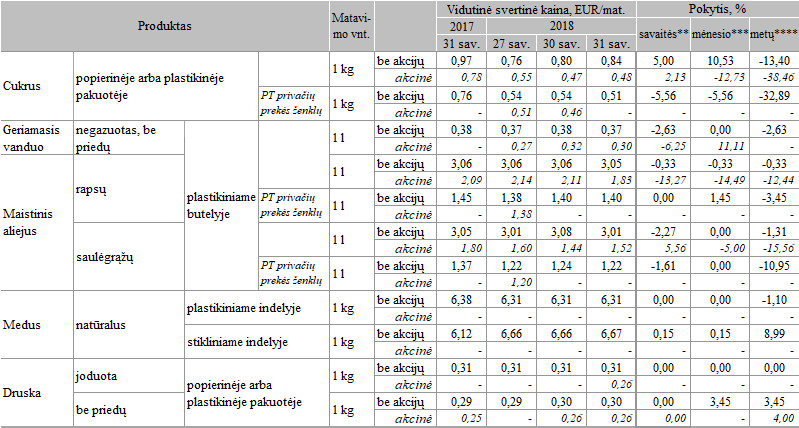 Produktas Matavi- Vidutinė svertinė kaina, EUR/mat. Pokytis, %
mo vnt. 2017 2018 savaitės** mėnesio*** metų****
31 sav. 27 sav. 30 sav. 31 sav.
Cukrus popierinėje arba plastikinėje pakuotėje 1 kg be akcijų 0,97 0,76 0,80 0,84 5,00 10,53 -13,40
akcinė 0,78 0,55 0,47 0,48 2,13 -12,73 -38,46
PT privačių prekės ženklų 1 kg be akcijų 0,76 0,54 0,54 0,51 -5,56 -5,56 -32,89
akcinė - 0,51 0,46 - - - -
Geriamasis vanduo negazuotas, be priedų plastikiniame butelyje 1 l be akcijų 0,38 0,37 0,38 0,37 -2,63 0,00 -2,63
akcinė - 0,27 0,32 0,30 -6,25 11,11 -
Maistinis aliejus rapsų 1 l be akcijų 3,06 3,06 3,06 3,05 -0,33 -0,33 -0,33
akcinė 2,09 2,14 2,11 1,83 -13,27 -14,49 -12,44
PT privačių prekės ženklų 1 l be akcijų 1,45 1,38 1,40 1,40 0,00 1,45 -3,45
akcinė - 1,38 - - - - -
saulėgrąžų 1 l be akcijų 3,05 3,01 3,08 3,01 -2,27 0,00 -1,31
akcinė 1,80 1,60 1,44 1,52 5,56 -5,00 -15,56
PT privačių prekės ženklų 1 l be akcijų 1,37 1,22 1,24 1,22 -1,61 0,00 -10,95
akcinė - 1,20 - - - - -
Medus natūralus plastikiniame indelyje 1 kg be akcijų 6,38 6,31 6,31 6,31 0,00 0,00 -1,10
akcinė - - - - - - -
stikliniame indelyje 1 kg be akcijų 6,12 6,66 6,66 6,67 0,15 0,15 8,99
akcinė - - - - - - -
Druska joduota popierinėje arba plastikinėje pakuotėje 1 kg be akcijų 0,31 0,31 0,31 0,31 0,00 0,00 0,00
akcinė - - - 0,26 - - -
be priedų 1 kg be akcijų 0,29 0,29 0,30 0,30 0,00 3,45 3,45
akcinė 0,25 - 0,26 0,26 0,00 - 4,00